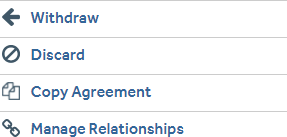 Withdraw
Discard
Copy Agreement
Manage Relationships